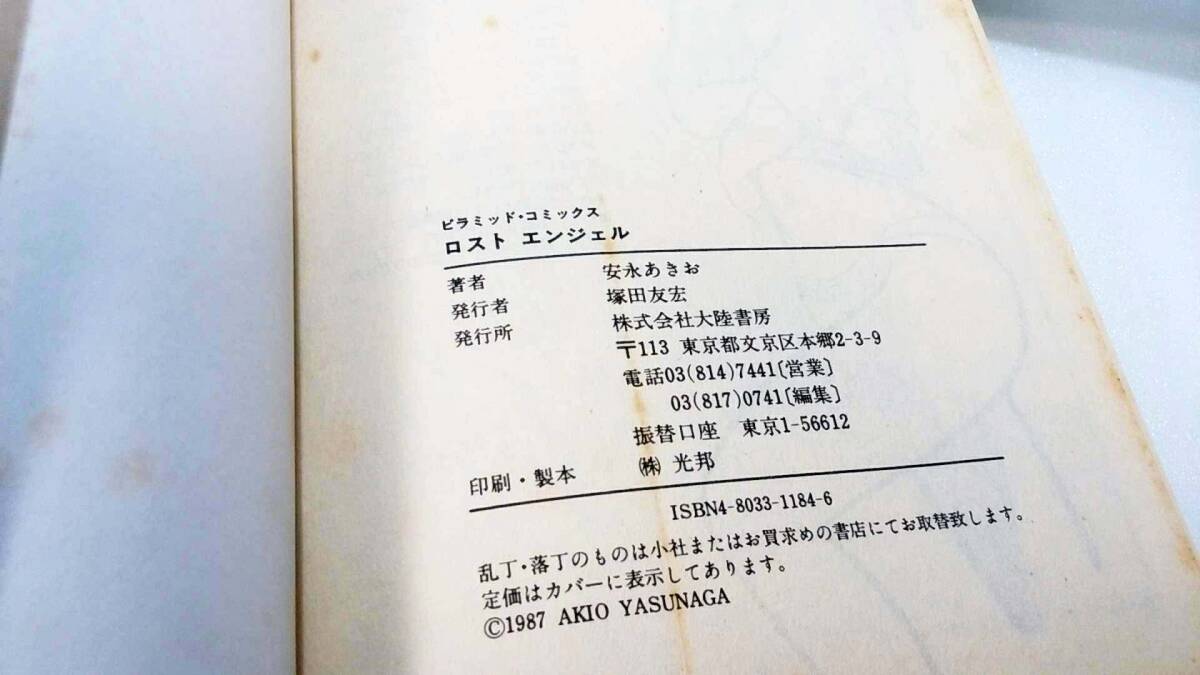 ピラミッド・コミックス
ロスト エンジェル
著者 安永あきお
発行者 塚田友宏
発行所 株式会社大陸書房
〒113 東京都文京区本郷2-3-9
電話03(814)7441〔営業〕
03(817)0741〔編集〕
振替口座 東京1-56612
印刷・製本 ㈱ 光邦
ISBN4-8033-1184-6
乱丁・落丁のものは小社またはお買求めの書店にてお取替致します。
定価はカバーに表示してあります。
©1987 AKIO YASUNAGA